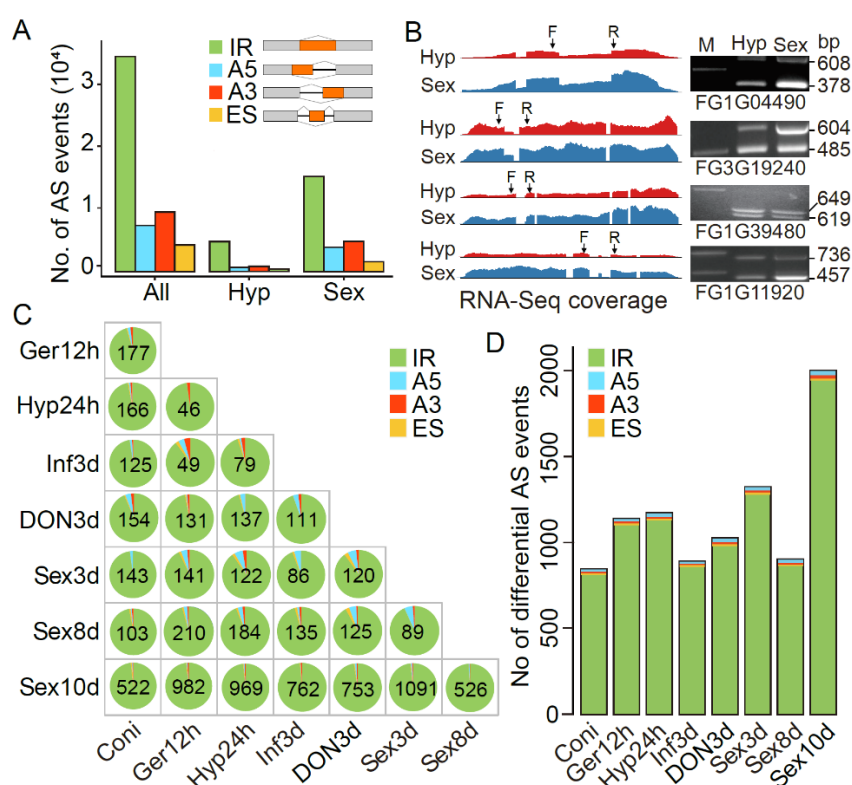 A
No. of AS events (10⁴)
3
2
1
0
All
Hyp
Sex
IR
A5
A3
ES
B
F
R
Hyp
Sex
F
R
Hyp
Sex
F
R
Hyp
Sex
F
R
Hyp
Sex
RNA-Seq coverage
M Hyp Sex bp
608
378
FG1G04490
604
485
FG3G19240
649
619
FG1G39480
736
457
FG1G11920
C
Ger12h 177
Hyp24h 166 46
Inf3d 125 49 79
DON3d 154 131 137 111
Sex3d 143 141 122 86 120
Sex8d 103 210 184 135 125 89
Sex10d 522 982 969 762 753 1091 526
Coni Ger12h Hyp24h Inf3d DON3d Sex3d Sex8d
IR
A5
A3
ES
D
No of differential AS events
2000
1500
1000
500
0
IR
A5
A3
ES
Coni Ger12h Hyp24h Inf3d DON3d Sex3d Sex8d Sex10d